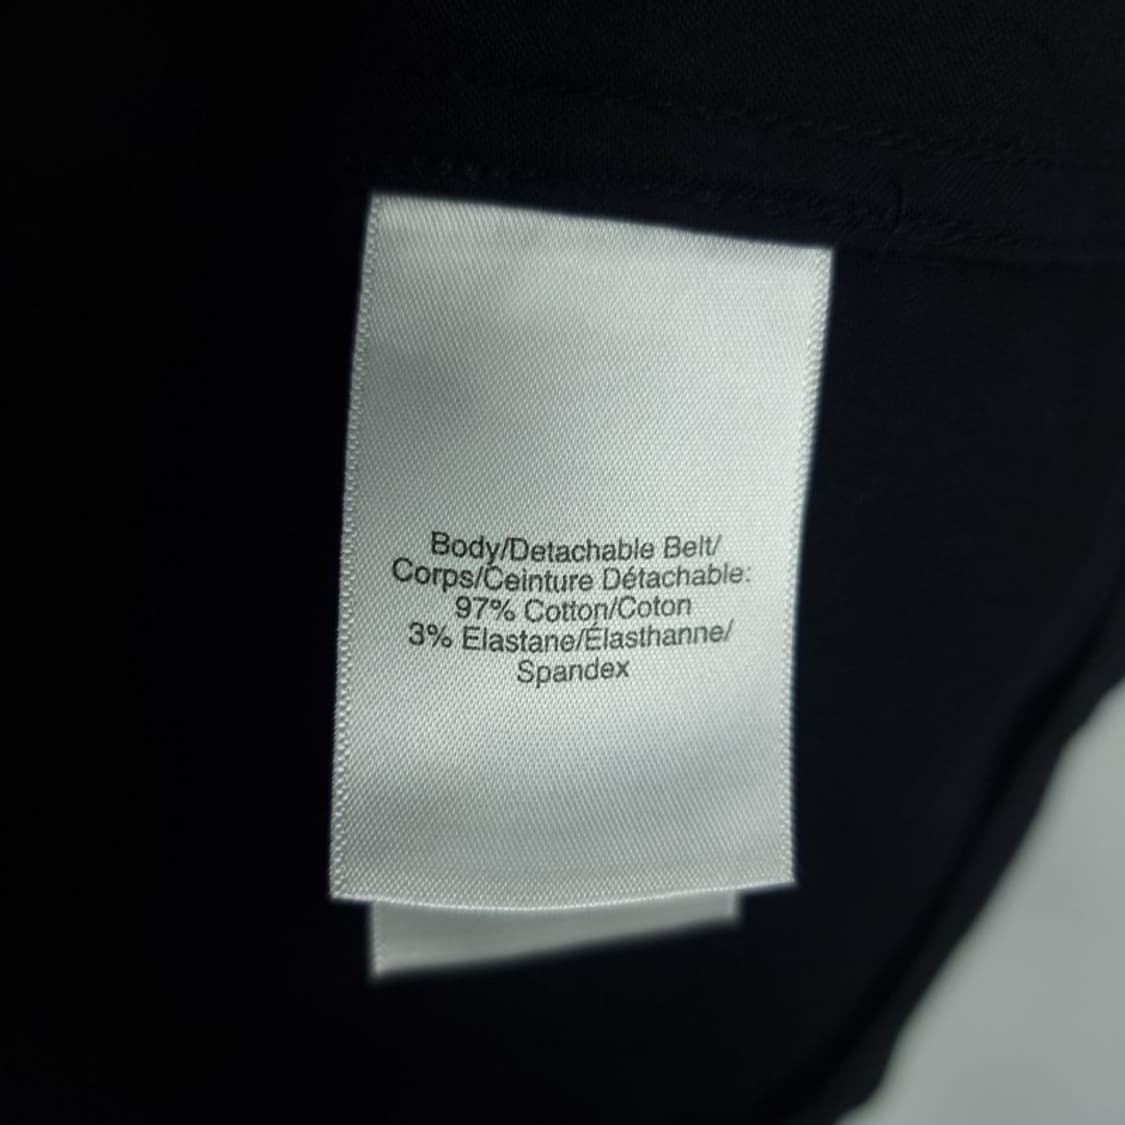 Body/Detachable Belt/
Corps/Ceinture Détachable:
97% Cotton/Coton
3% Elastane/Élasthanne/
Spandex